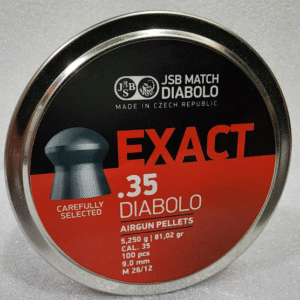 JSB
JSB MATCH
DIABOLO
MADE IN CZECH REPUBLIC
EXACT
.35
DIABOLO
CAREFULLY
SELECTED
AIRGUN PELLETS
5,250 g | 81,02 gr
CAL. 35
100 pcs
9.0 mm
M 26/12